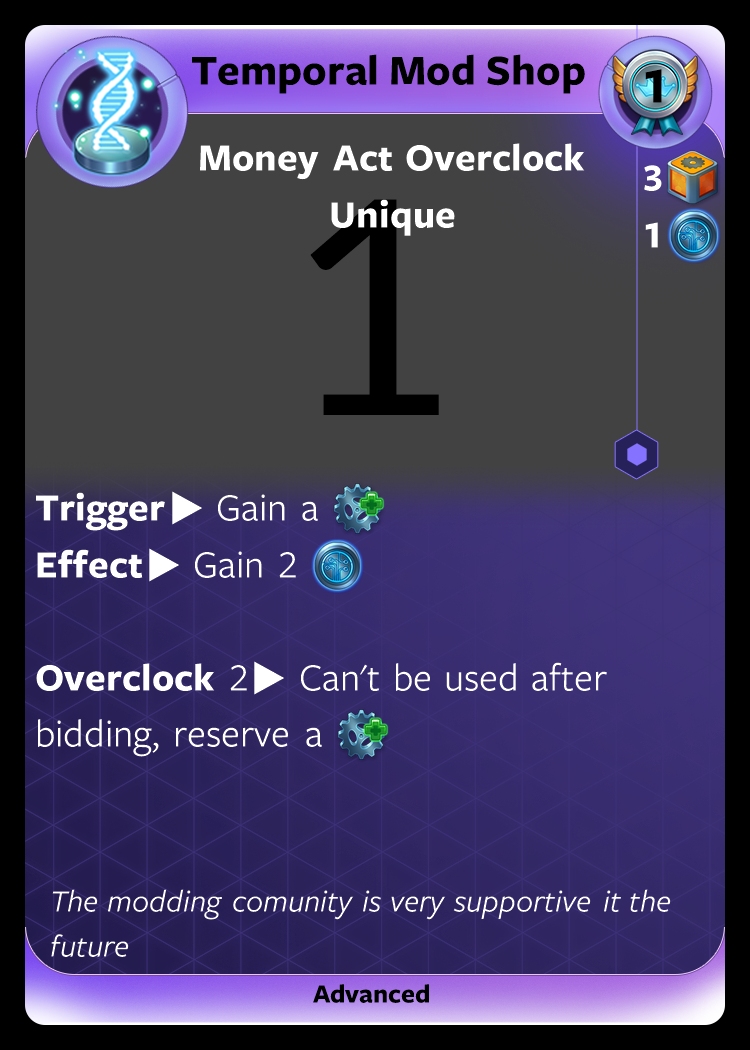 Temporal Mod Shop
1
Money Act Overclock
Unique
3
1
1
Trigger▶ Gain a
Effect▶ Gain 2
Overclock 2▶ Can't be used after
bidding, reserve a
The modding comunity is very supportive it the
future
Advanced